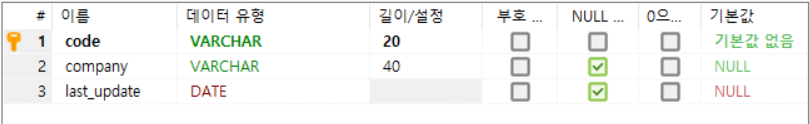 # 이름 데이터 유형 길이/설정 부호 ... NULL ... 0으... 기본값
1 code VARCHAR 20 기본값 없음
2 company VARCHAR 40 NULL
3 last_update DATE NULL